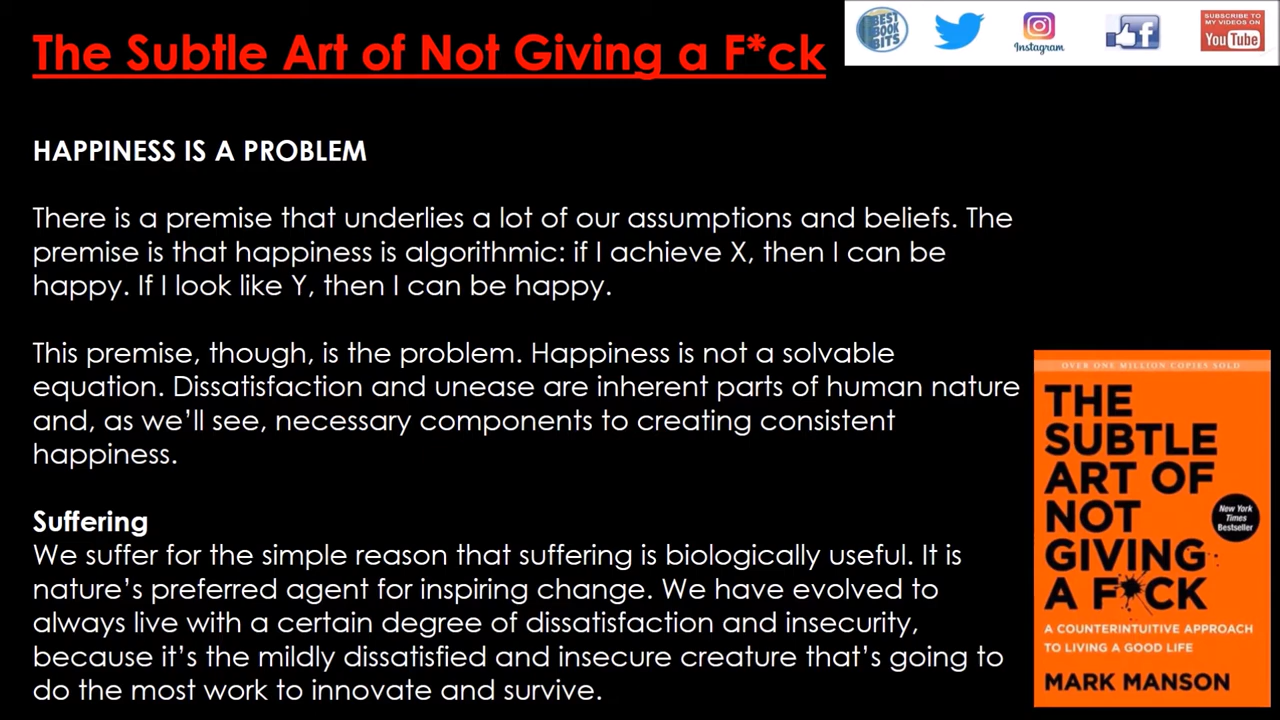 The Subtle Art of Not Giving a F*ck
BEST
BOOK
BITS
Instagram
f
SUBSCRIBE TO
MY VIDEOS ON
YouTube
HAPPINESS IS A PROBLEM
There is a premise that underlies a lot of our assumptions and beliefs. The
premise is that happiness is algorithmic: if I achieve X, then I can be
happy. If I look like Y, then I can be happy.
This premise, though, is the problem. Happiness is not a solvable
equation. Dissatisfaction and unease are inherent parts of human nature
and, as we’ll see, necessary components to creating consistent
happiness.
Suffering
We suffer for the simple reason that suffering is biologically useful. It is
nature’s preferred agent for inspiring change. We have evolved to
always live with a certain degree of dissatisfaction and insecurity,
because it’s the mildly dissatisfied and insecure creature that’s going to
do the most work to innovate and survive.
OVER ONE MILLION COPIES SOLD
THE
SUBTLE
ART OF
NOT
GIVING
A F*CK
New York
Times
Bestseller
A COUNTERINTUITIVE APPROACH
TO LIVING A GOOD LIFE
MARK MANSON